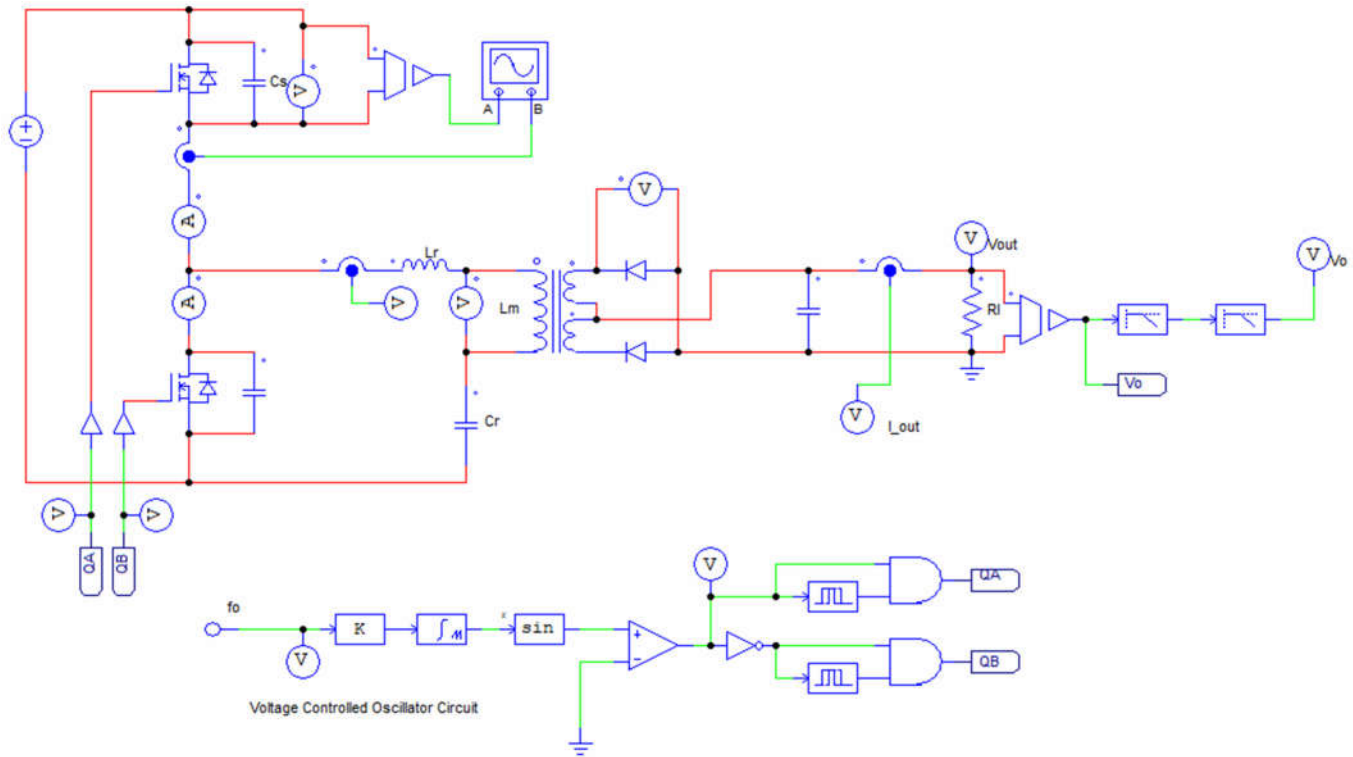 Cs
V
A
B
V
A
Lr
V
Vout
Vo
A
V
V
Lm
Rl
Vo
V
I_out
Cr
V
V
QA
QB
V
QA
fo
K
M
x
sin
V
QB
Voltage Controlled Oscillator Circuit